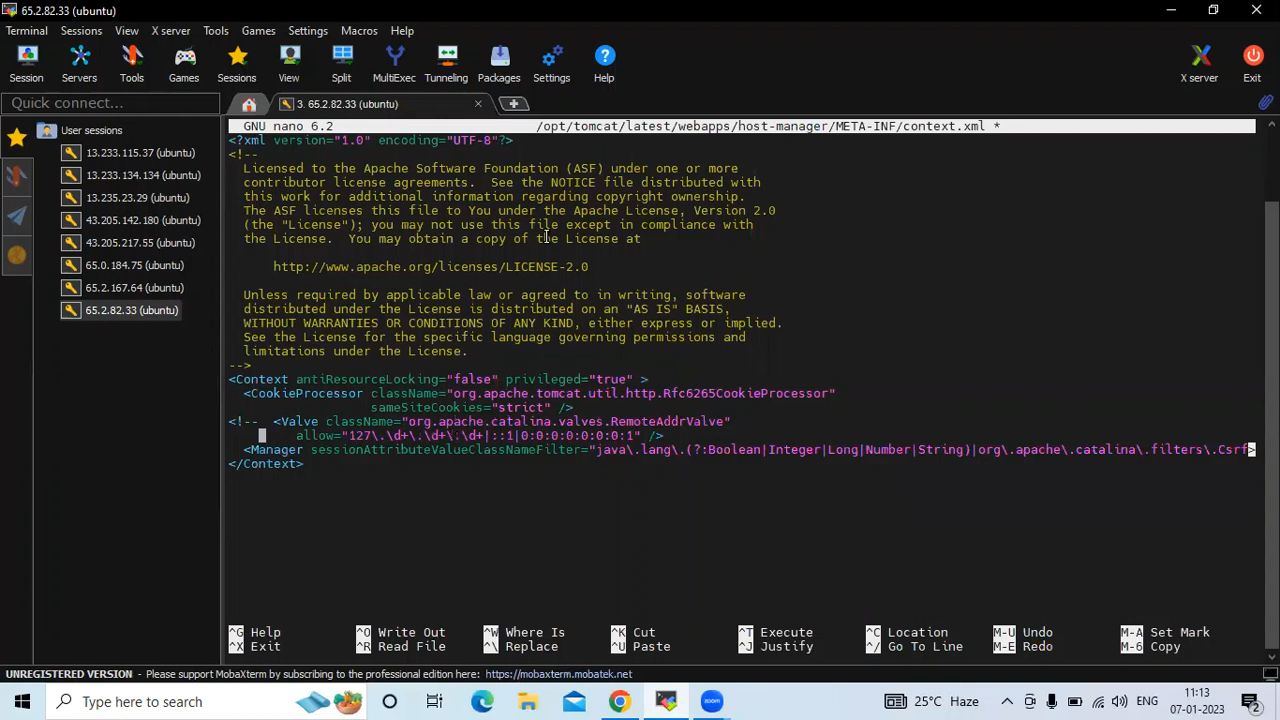 65.2.82.33 (ubuntu)
Terminal Sessions View X server Tools Games Settings Macros Help
Session Servers Tools Games Sessions View Split MultiExec Tunneling Packages Settings Help X server Exit
Quick connect...
3. 65.2.82.33 (ubuntu)
User sessions
13.233.115.37 (ubuntu)
13.233.134.134 (ubuntu)
13.235.23.29 (ubuntu)
43.205.142.180 (ubuntu)
43.205.217.55 (ubuntu)
65.0.184.75 (ubuntu)
65.2.167.64 (ubuntu)
65.2.82.33 (ubuntu)
GNU nano 6.2 /opt/tomcat/latest/webapps/host-manager/META-INF/context.xml *
<?xml version="1.0" encoding="UTF-8"?>
<!--
Licensed to the Apache Software Foundation (ASF) under one or more
contributor license agreements. See the NOTICE file distributed with
this work for additional information regarding copyright ownership.
The ASF licenses this file to You under the Apache License, Version 2.0
(the "License"); you may not use this file except in compliance with
the License. You may obtain a copy of the License at
http://www.apache.org/licenses/LICENSE-2.0
Unless required by applicable law or agreed to in writing, software
distributed under the License is distributed on an "AS IS" BASIS,
WITHOUT WARRANTIES OR CONDITIONS OF ANY KIND, either express or implied.
See the License for the specific language governing permissions and
limitations under the License.
-->
<Context antiResourceLocking="false" privileged="true" >
<CookieProcessor className="org.apache.tomcat.util.http.Rfc6265CookieProcessor"
sameSiteCookies="strict" />
<!-- <Valve className="org.apache.catalina.valves.RemoteAddrValve"
allow="127\.\d+\.\d+\.\d+|::1|0:0:0:0:0:0:0:1" />
<Manager sessionAttributeValueClassNameFilter="java\.lang\.(?:Boolean|Integer|Long|Number|String)|org\.apache\.catalina\.filters\.Csrf>
</Context>
^G Help ^O Write Out ^W Where Is ^K Cut ^T Execute ^C Location M-U Undo M-A Set Mark
^X Exit ^R Read File ^\ Replace ^U Paste ^J Justify ^/ Go To Line M-E Redo M-6 Copy
UNREGISTERED VERSION - Please support MobaXterm by subscribing to the professional edition here: https://mobaxterm.mobatek.net
Type here to search
25°C Haze
ENG
11:13
07-01-2023
2